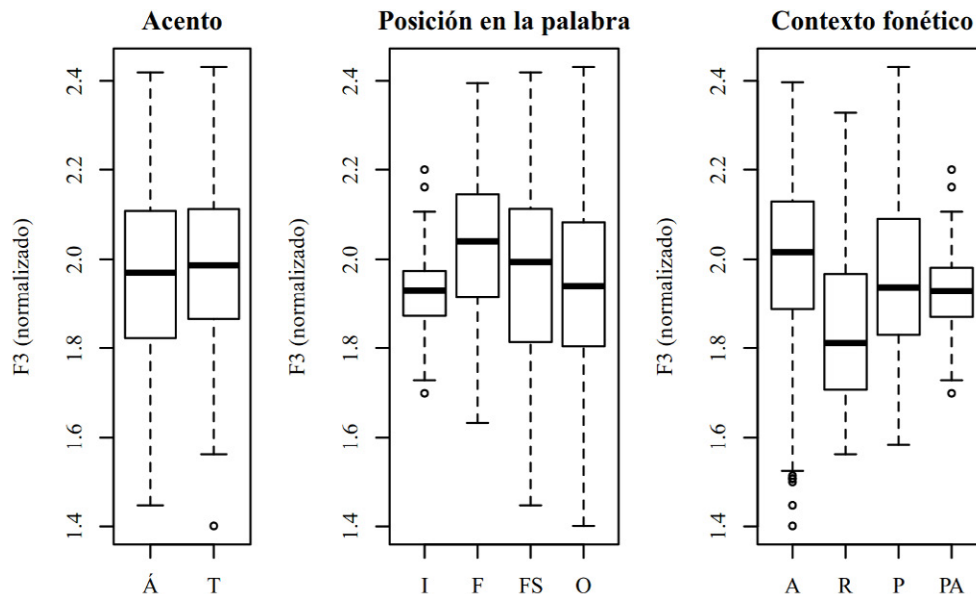 Acento
F3 (normalizado)
2.4
2.2
2.0
1.8
1.6
1.4
Á T
Posición en la palabra
F3 (normalizado)
2.4
2.2
2.0
1.8
1.6
1.4
I F FS O
Contexto fonético
F3 (normalizado)
2.4
2.2
2.0
1.8
1.6
1.4
A R P PA